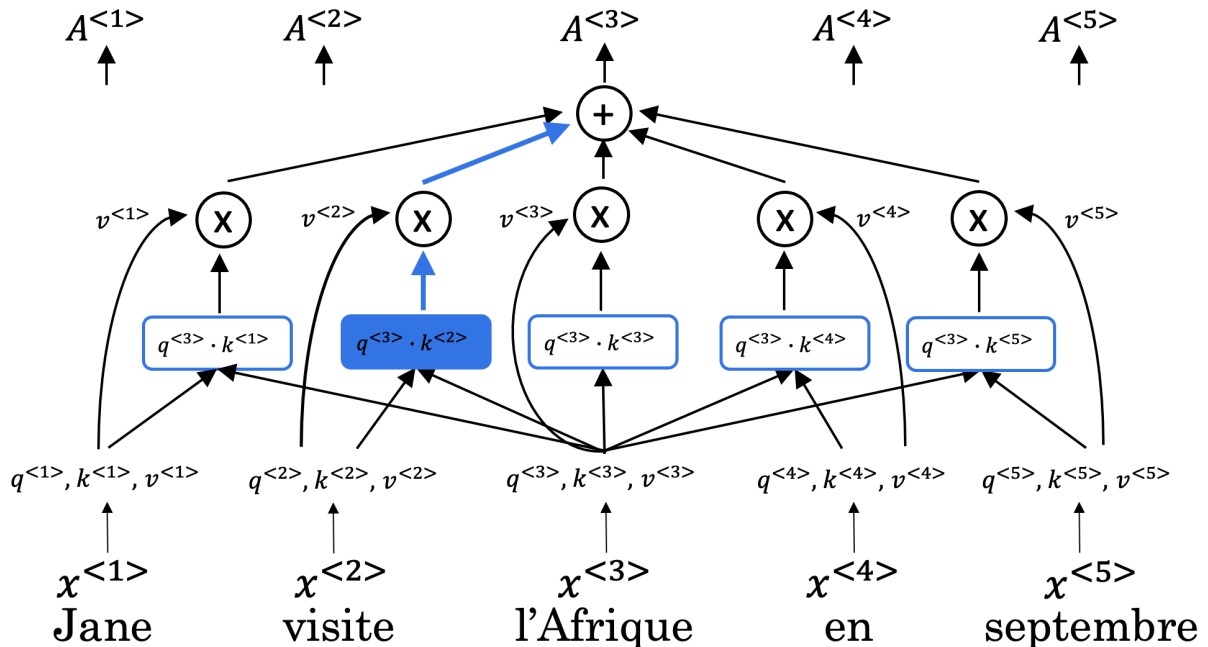 A<1> A<2> A<3> A<4> A<5>
+
v<1> X v<2> X v<3> X X v<4> X v<5>
q<3> · k<1> q<3> · k<2> q<3> · k<3> q<3> · k<4> q<3> · k<5>
q<1>, k<1>, v<1> q<2>, k<2>, v<2> q<3>, k<3>, v<3> q<4>, k<4>, v<4> q<5>, k<5>, v<5>
x<1> x<2> x<3> x<4> x<5>
Jane visite l'Afrique en septembre